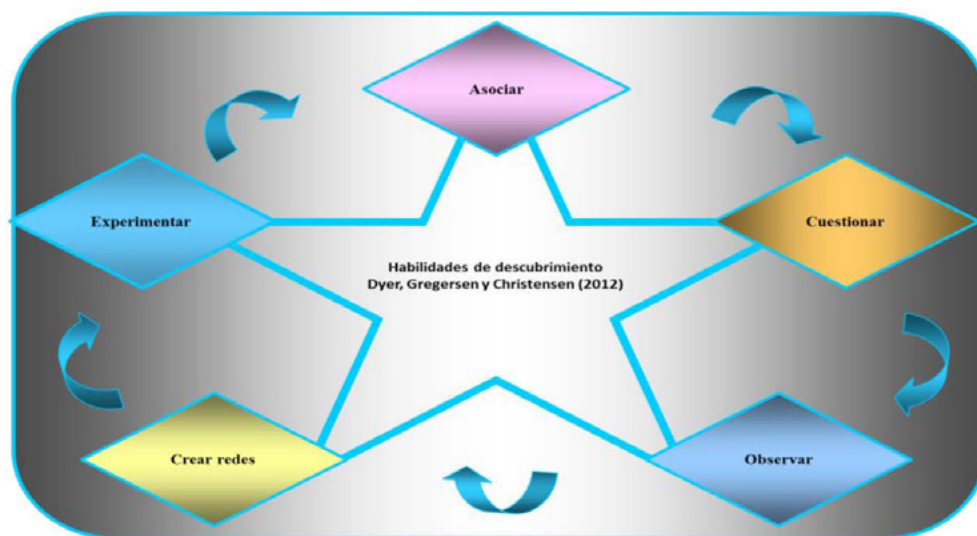 Asociar
Experimentar
Cuestionar
Habilidades de descubrimiento
Dyer, Gregersen y Christensen (2012)
Crear redes
Observar